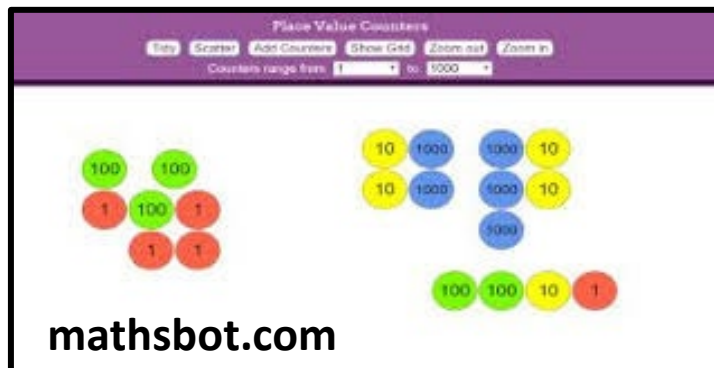 Place Value Counters
Tidy Scatter Add Counters Show Grid Zoom out Zoom in
Counters range from 1 to 1000
10 1000 1000 10
100 100
10 1000 1000 10
1 100 1
1000
1 1
100 100 10 1
mathsbot.com